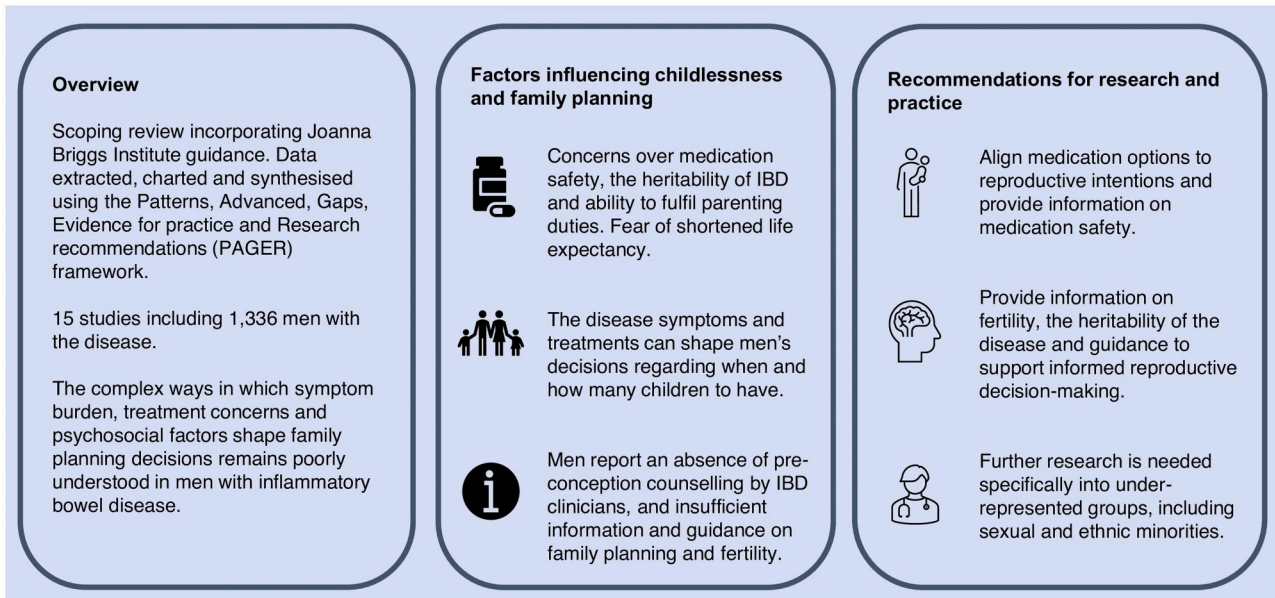 Overview
Scoping review incorporating Joanna
Briggs Institute guidance. Data
extracted, charted and synthesised
using the Patterns, Advanced, Gaps,
Evidence for practice and Research
recommendations (PAGER)
framework.
15 studies including 1,336 men with
the disease.
The complex ways in which symptom
burden, treatment concerns and
psychosocial factors shape family
planning decisions remains poorly
understood in men with inflammatory
bowel disease.
Factors influencing childlessness
and family planning
Concerns over medication
safety, the heritability of IBD
and ability to fulfil parenting
duties. Fear of shortened life
expectancy.
The disease symptoms and
treatments can shape men’s
decisions regarding when and
how many children to have.
Men report an absence of pre-
conception counselling by IBD
clinicians, and insufficient
information and guidance on
family planning and fertility.
Recommendations for research and
practice
Align medication options to
reproductive intentions and
provide information on
medication safety.
Provide information on
fertility, the heritability of the
disease and guidance to
support informed reproductive
decision-making.
Further research is needed
specifically into under-
represented groups, including
sexual and ethnic minorities.